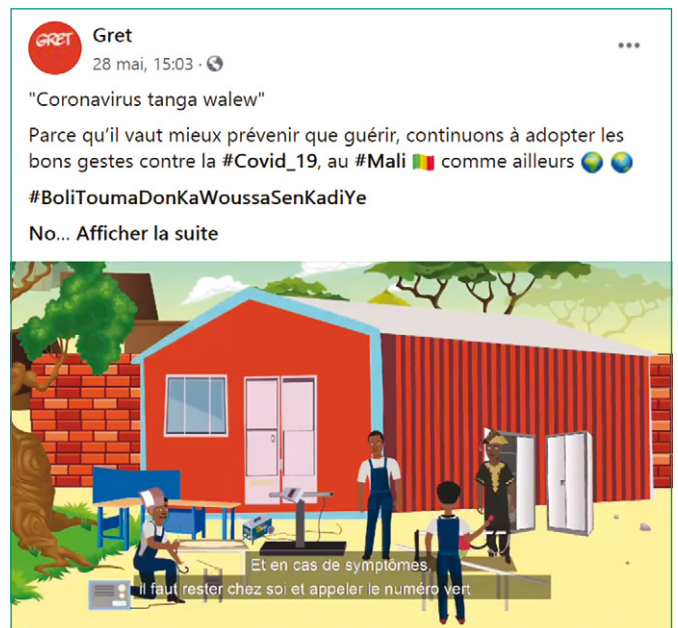 GRET
Gret
28 mai, 15:03 ·
"Coronavirus tanga walew"
Parce qu’il vaut mieux prévenir que guérir, continuons à adopter les
bons gestes contre la #Covid_19, au #Mali 🇲🇱 comme ailleurs 🌍 🌏
#BoliToumaDonKaWoussaSenKadiYe
No... Afficher la suite
Et en cas de symptômes,
il faut rester chez soi et appeler le numéro vert